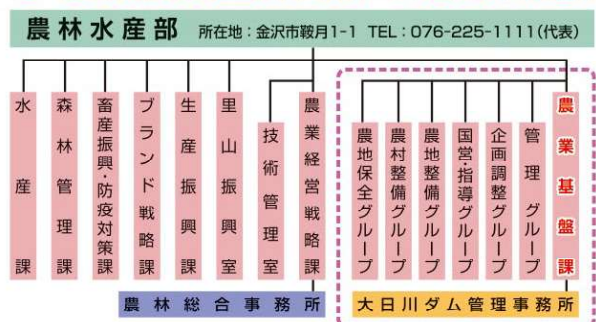 農林水産部 所在地：金沢市鞍月1-1 TEL：076-225-1111（代表）
農業基盤課
管理グループ
企画調整グループ
国営・指導グループ
農地整備グループ
農村整備グループ
農地保全グループ
農業経営戦略課
技術管理室
里山振興室
生産振興課
ブランド戦略課
畜産振興・防疫対策課
森林管理課
水産課
農林総合事務所
大日川ダム管理事務所